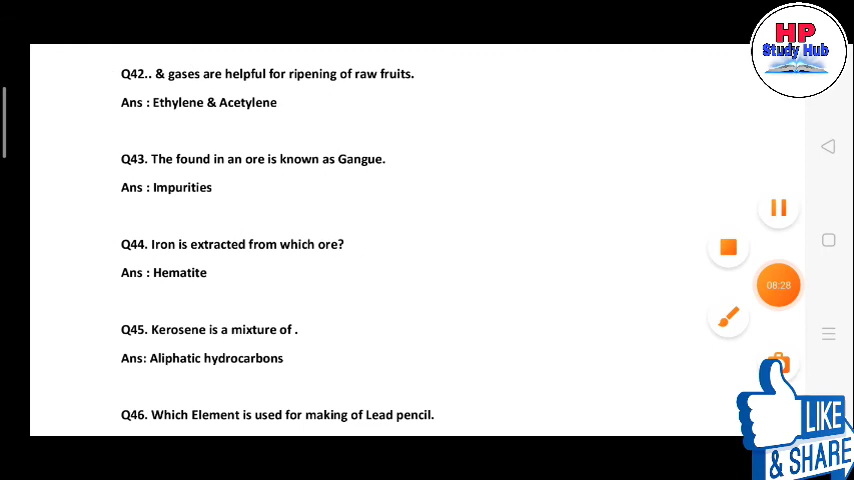 HP
Study Hub
Q42.. & gases are helpful for ripening of raw fruits.
Ans : Ethylene & Acetylene
Q43. The found in an ore is known as Gangue.
Ans : Impurities
Q44. Iron is extracted from which ore?
Ans : Hematite
08:28
Q45. Kerosene is a mixture of .
Ans: Aliphatic hydrocarbons
Q46. Which Element is used for making of Lead pencil.
LIKE
& SHARE